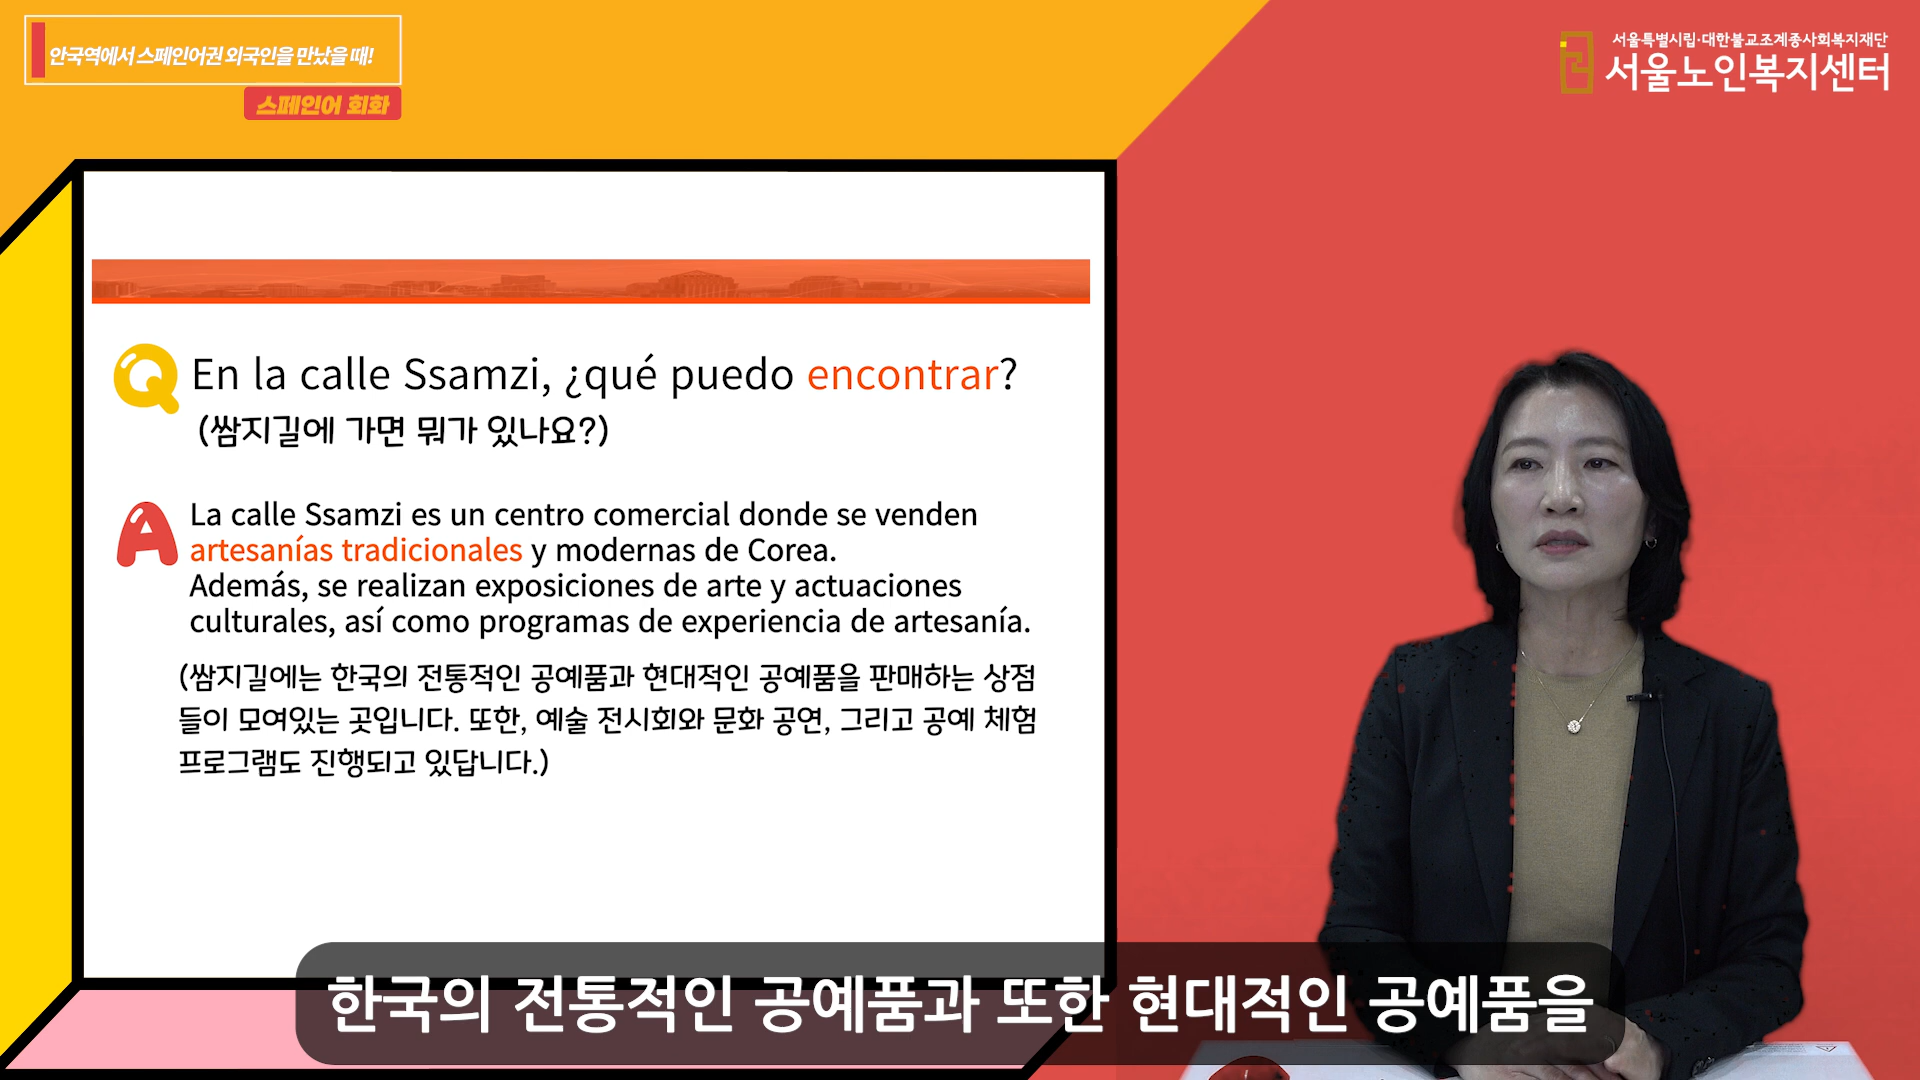 안국역에서 스페인어권 외국인을 만났을 때!
스페인어 회화
서울특별시립·대한불교조계종사회복지재단
서울노인복지센터
Q En la calle Ssamzi, ¿qué puedo encontrar?
(쌈지길에 가면 뭐가 있나요?)
A La calle Ssamzi es un centro comercial donde se venden
artesanías tradicionales y modernas de Corea.
Además, se realizan exposiciones de arte y actuaciones
culturales, así como programas de experiencia de artesanía.
(쌈지길에는 한국의 전통적인 공예품과 현대적인 공예품을 판매하는 상점
들이 모여있는 곳입니다. 또한, 예술 전시회와 문화 공연, 그리고 공예 체험
프로그램도 진행되고 있답니다.)
한국의 전통적인 공예품과 또한 현대적인 공예품을